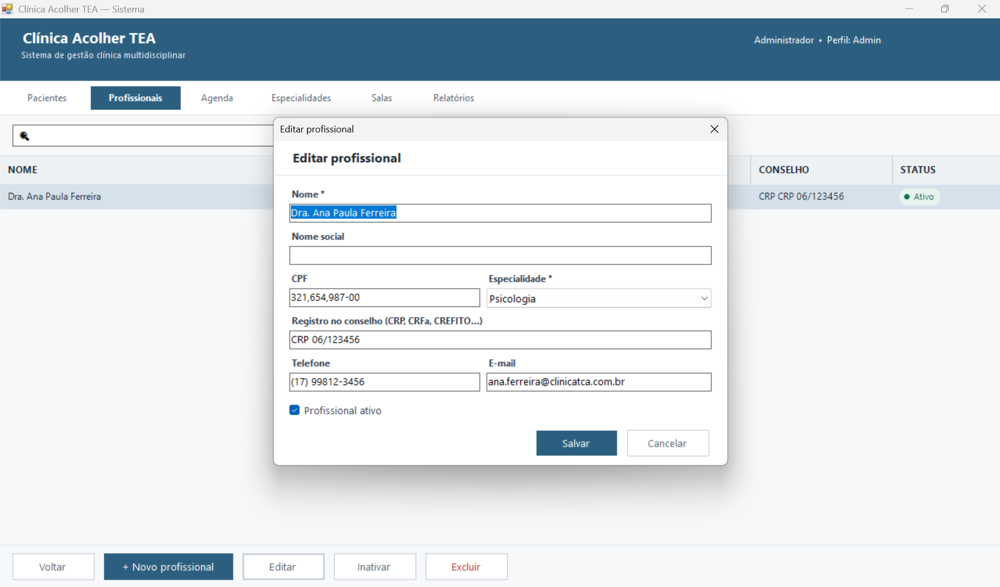 Clínica Acolher TEA — Sistema
Clínica Acolher TEA
Sistema de gestão clínica multidisciplinar
Administrador • Perfil: Admin
Pacientes
Profissionais
Agenda
Especialidades
Salas
Relatórios
NOME
CONSELHO
STATUS
Dra. Ana Paula Ferreira
CRP CRP 06/123456
● Ativo
Editar profissional
Editar profissional
Nome *
Dra. Ana Paula Ferreira
Nome social
CPF
Especialidade *
321,654,987-00
Psicologia
Registro no conselho (CRP, CRFa, CREFITO...)
CRP 06/123456
Telefone
E-mail
(17) 99812-3456
ana.ferreira@clinicatca.com.br
Profissional ativo
Salvar
Cancelar
Voltar
+ Novo profissional
Editar
Inativar
Excluir